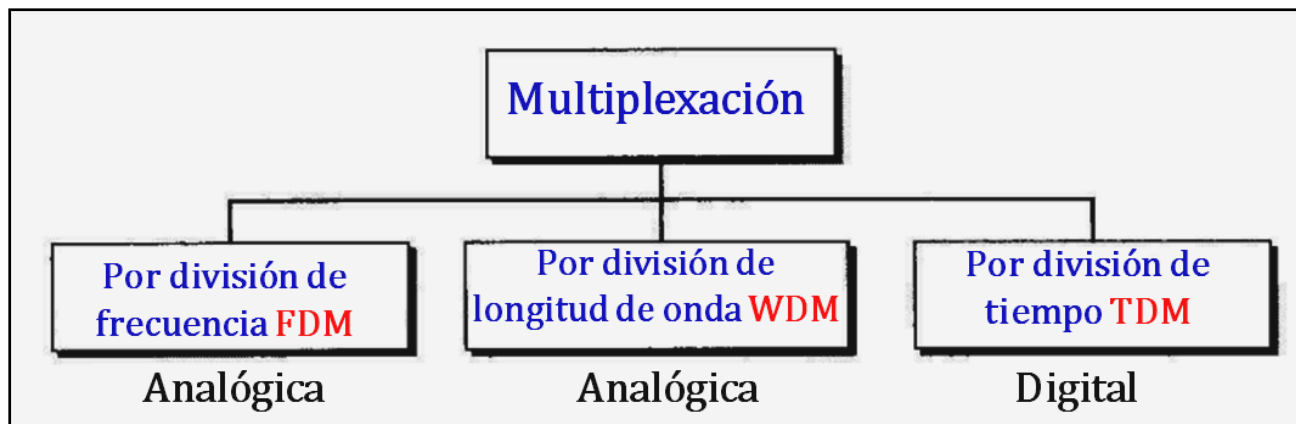 Multiplexación
Por división de
frecuencia FDM
Analógica
Por división de
longitud de onda WDM
Analógica
Por división de
tiempo TDM
Digital